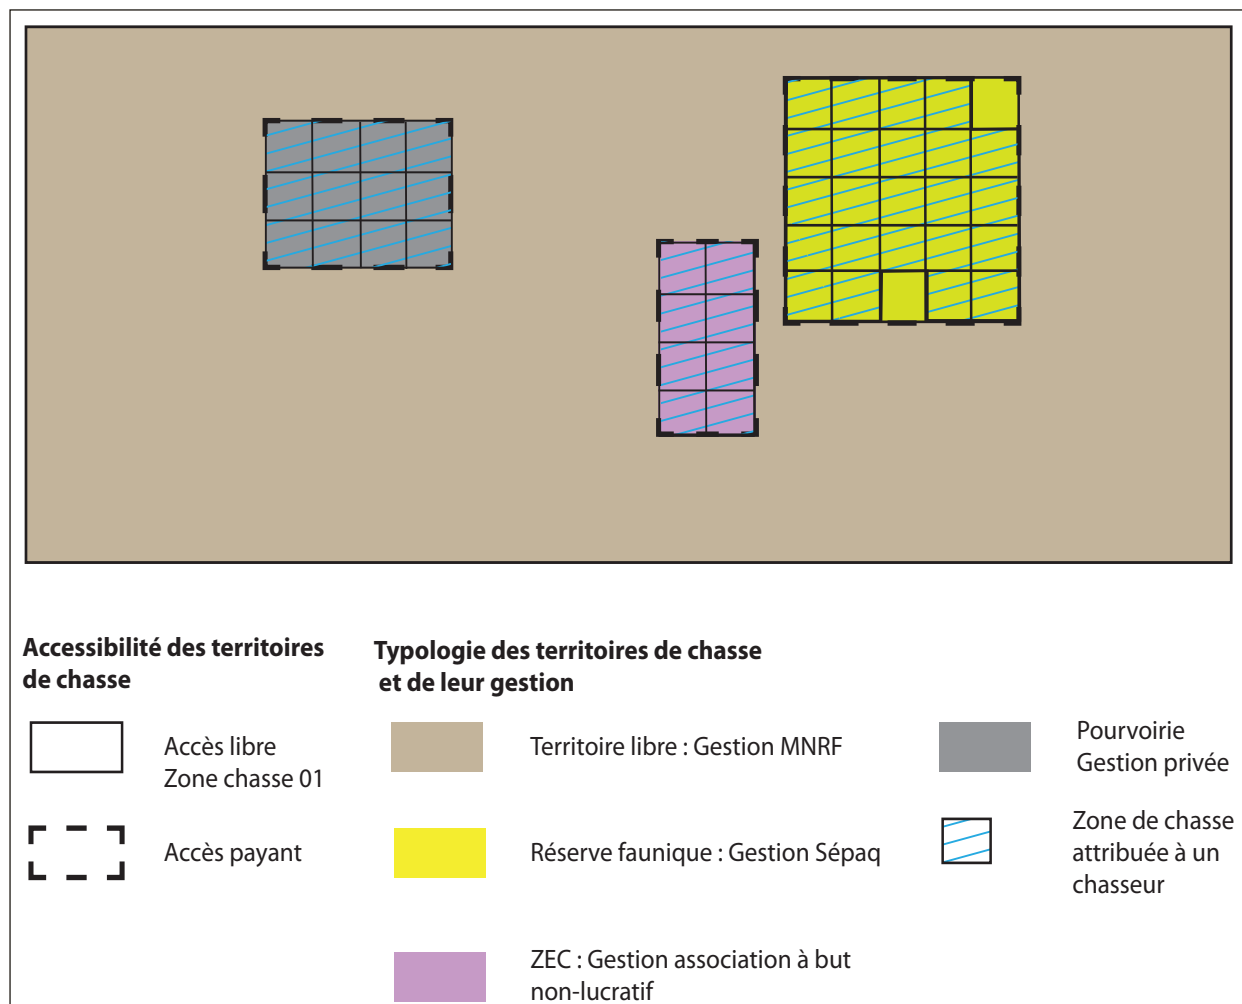 Accessibilité des territoires
de chasse
Accès libre
Zone chasse 01
Accès payant
Typologie des territoires de chasse
et de leur gestion
Territoire libre : Gestion MNRF
Réserve faunique : Gestion Sépaq
ZEC : Gestion association à but
non-lucratif
Pourvoirie
Gestion privée
Zone de chasse
attribuée à un
chasseur